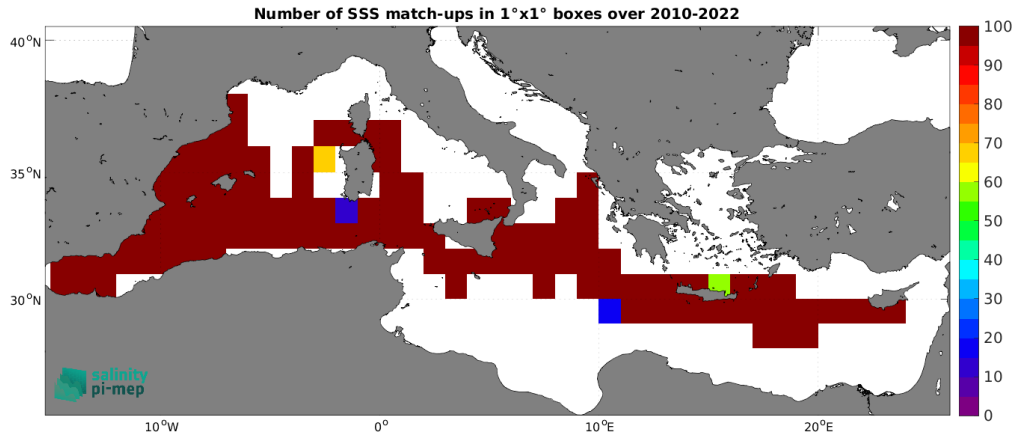 Number of SSS match-ups in 1°x1° boxes over 2010-2022
40°N
35°N
30°N
10°W
0°
10°E
20°E
100
90
80
70
60
50
40
30
20
10
0
salinity
pi-mep